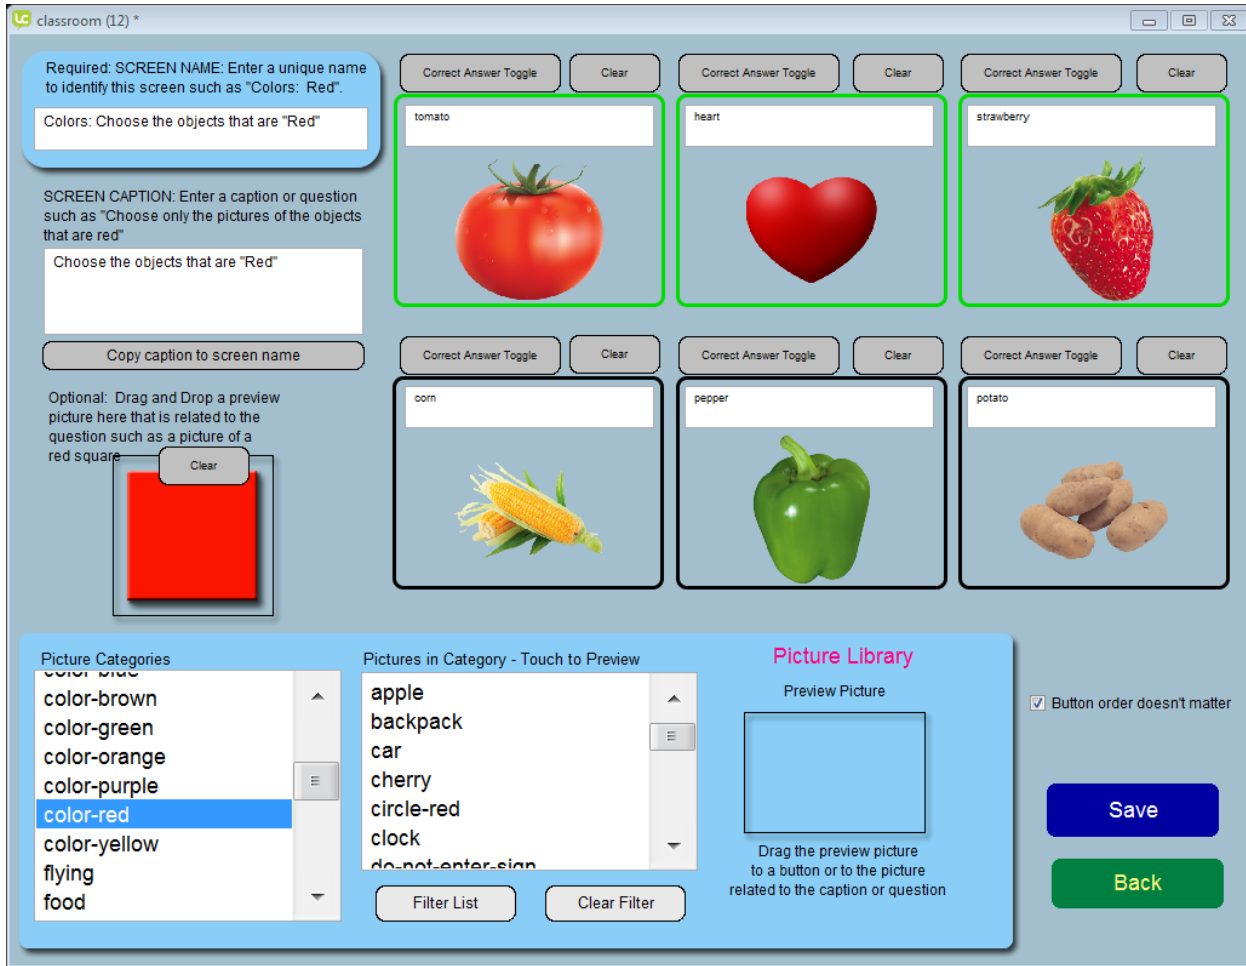 classroom (12) *
Required: SCREEN NAME: Enter a unique name
to identify this screen such as "Colors:  Red".
Colors: Choose the objects that are "Red"
SCREEN CAPTION: Enter a caption or question
such as "Choose only the pictures of the objects
that are red"
Choose the objects that are "Red"
Copy caption to screen name
Optional:  Drag and Drop a preview
picture here that is related to the
question such as a picture of a
red square
Clear
Correct Answer Toggle
Clear
tomato
Correct Answer Toggle
Clear
heart
Correct Answer Toggle
Clear
strawberry
Correct Answer Toggle
Clear
corn
Correct Answer Toggle
Clear
pepper
Correct Answer Toggle
Clear
potato
Picture Categories
color-blue
color-brown
color-green
color-orange
color-purple
color-red
color-yellow
flying
food
Pictures in Category - Touch to Preview
apple
backpack
car
cherry
circle-red
clock
do-not-enter-sign
Filter List
Clear Filter
Picture Library
Preview Picture
Drag the preview picture
to a button or to the picture
related to the caption or question
Button order doesn't matter
Save
Back